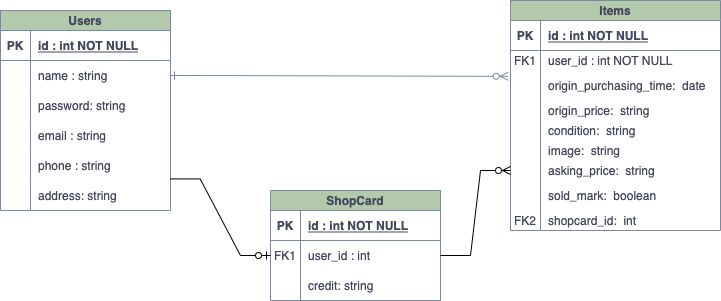 Users
PK id : int NOT NULL
name : string
password: string
email : string
phone : string
address: string
Items
PK id : int NOT NULL
FK1 user_id : int NOT NULL
origin_purchasing_time: date
origin_price: string
condition: string
image: string
asking_price: string
sold_mark: boolean
FK2 shopcard_id: int
ShopCard
PK id : int NOT NULL
FK1 user_id : int
credit: string